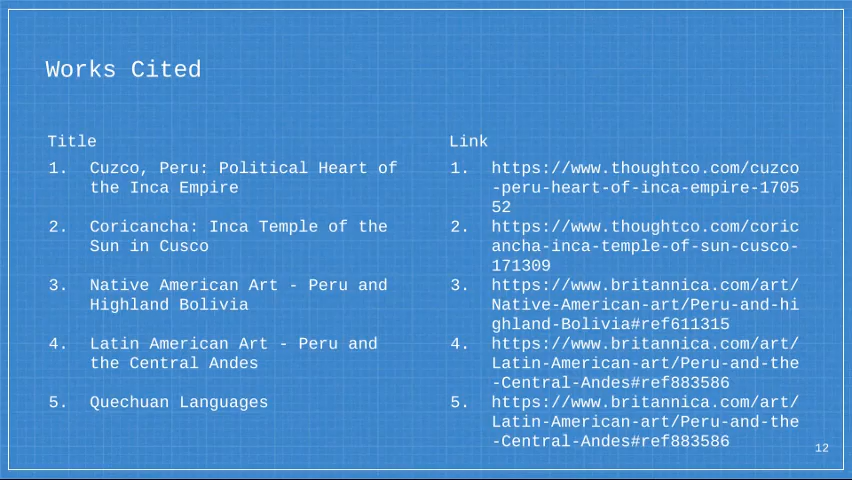 Works Cited
Title
1. Cuzco, Peru: Political Heart of
the Inca Empire
2. Coricancha: Inca Temple of the
Sun in Cusco
3. Native American Art - Peru and
Highland Bolivia
4. Latin American Art - Peru and
the Central Andes
5. Quechuan Languages
Link
1. https://www.thoughtco.com/cuzco
-peru-heart-of-inca-empire-1705
52
2. https://www.thoughtco.com/coric
ancha-inca-temple-of-sun-cusco-
171309
3. https://www.britannica.com/art/
Native-American-art/Peru-and-hi
ghland-Bolivia#ref611315
4. https://www.britannica.com/art/
Latin-American-art/Peru-and-the
-Central-Andes#ref883586
5. https://www.britannica.com/art/
Latin-American-art/Peru-and-the
-Central-Andes#ref883586
12